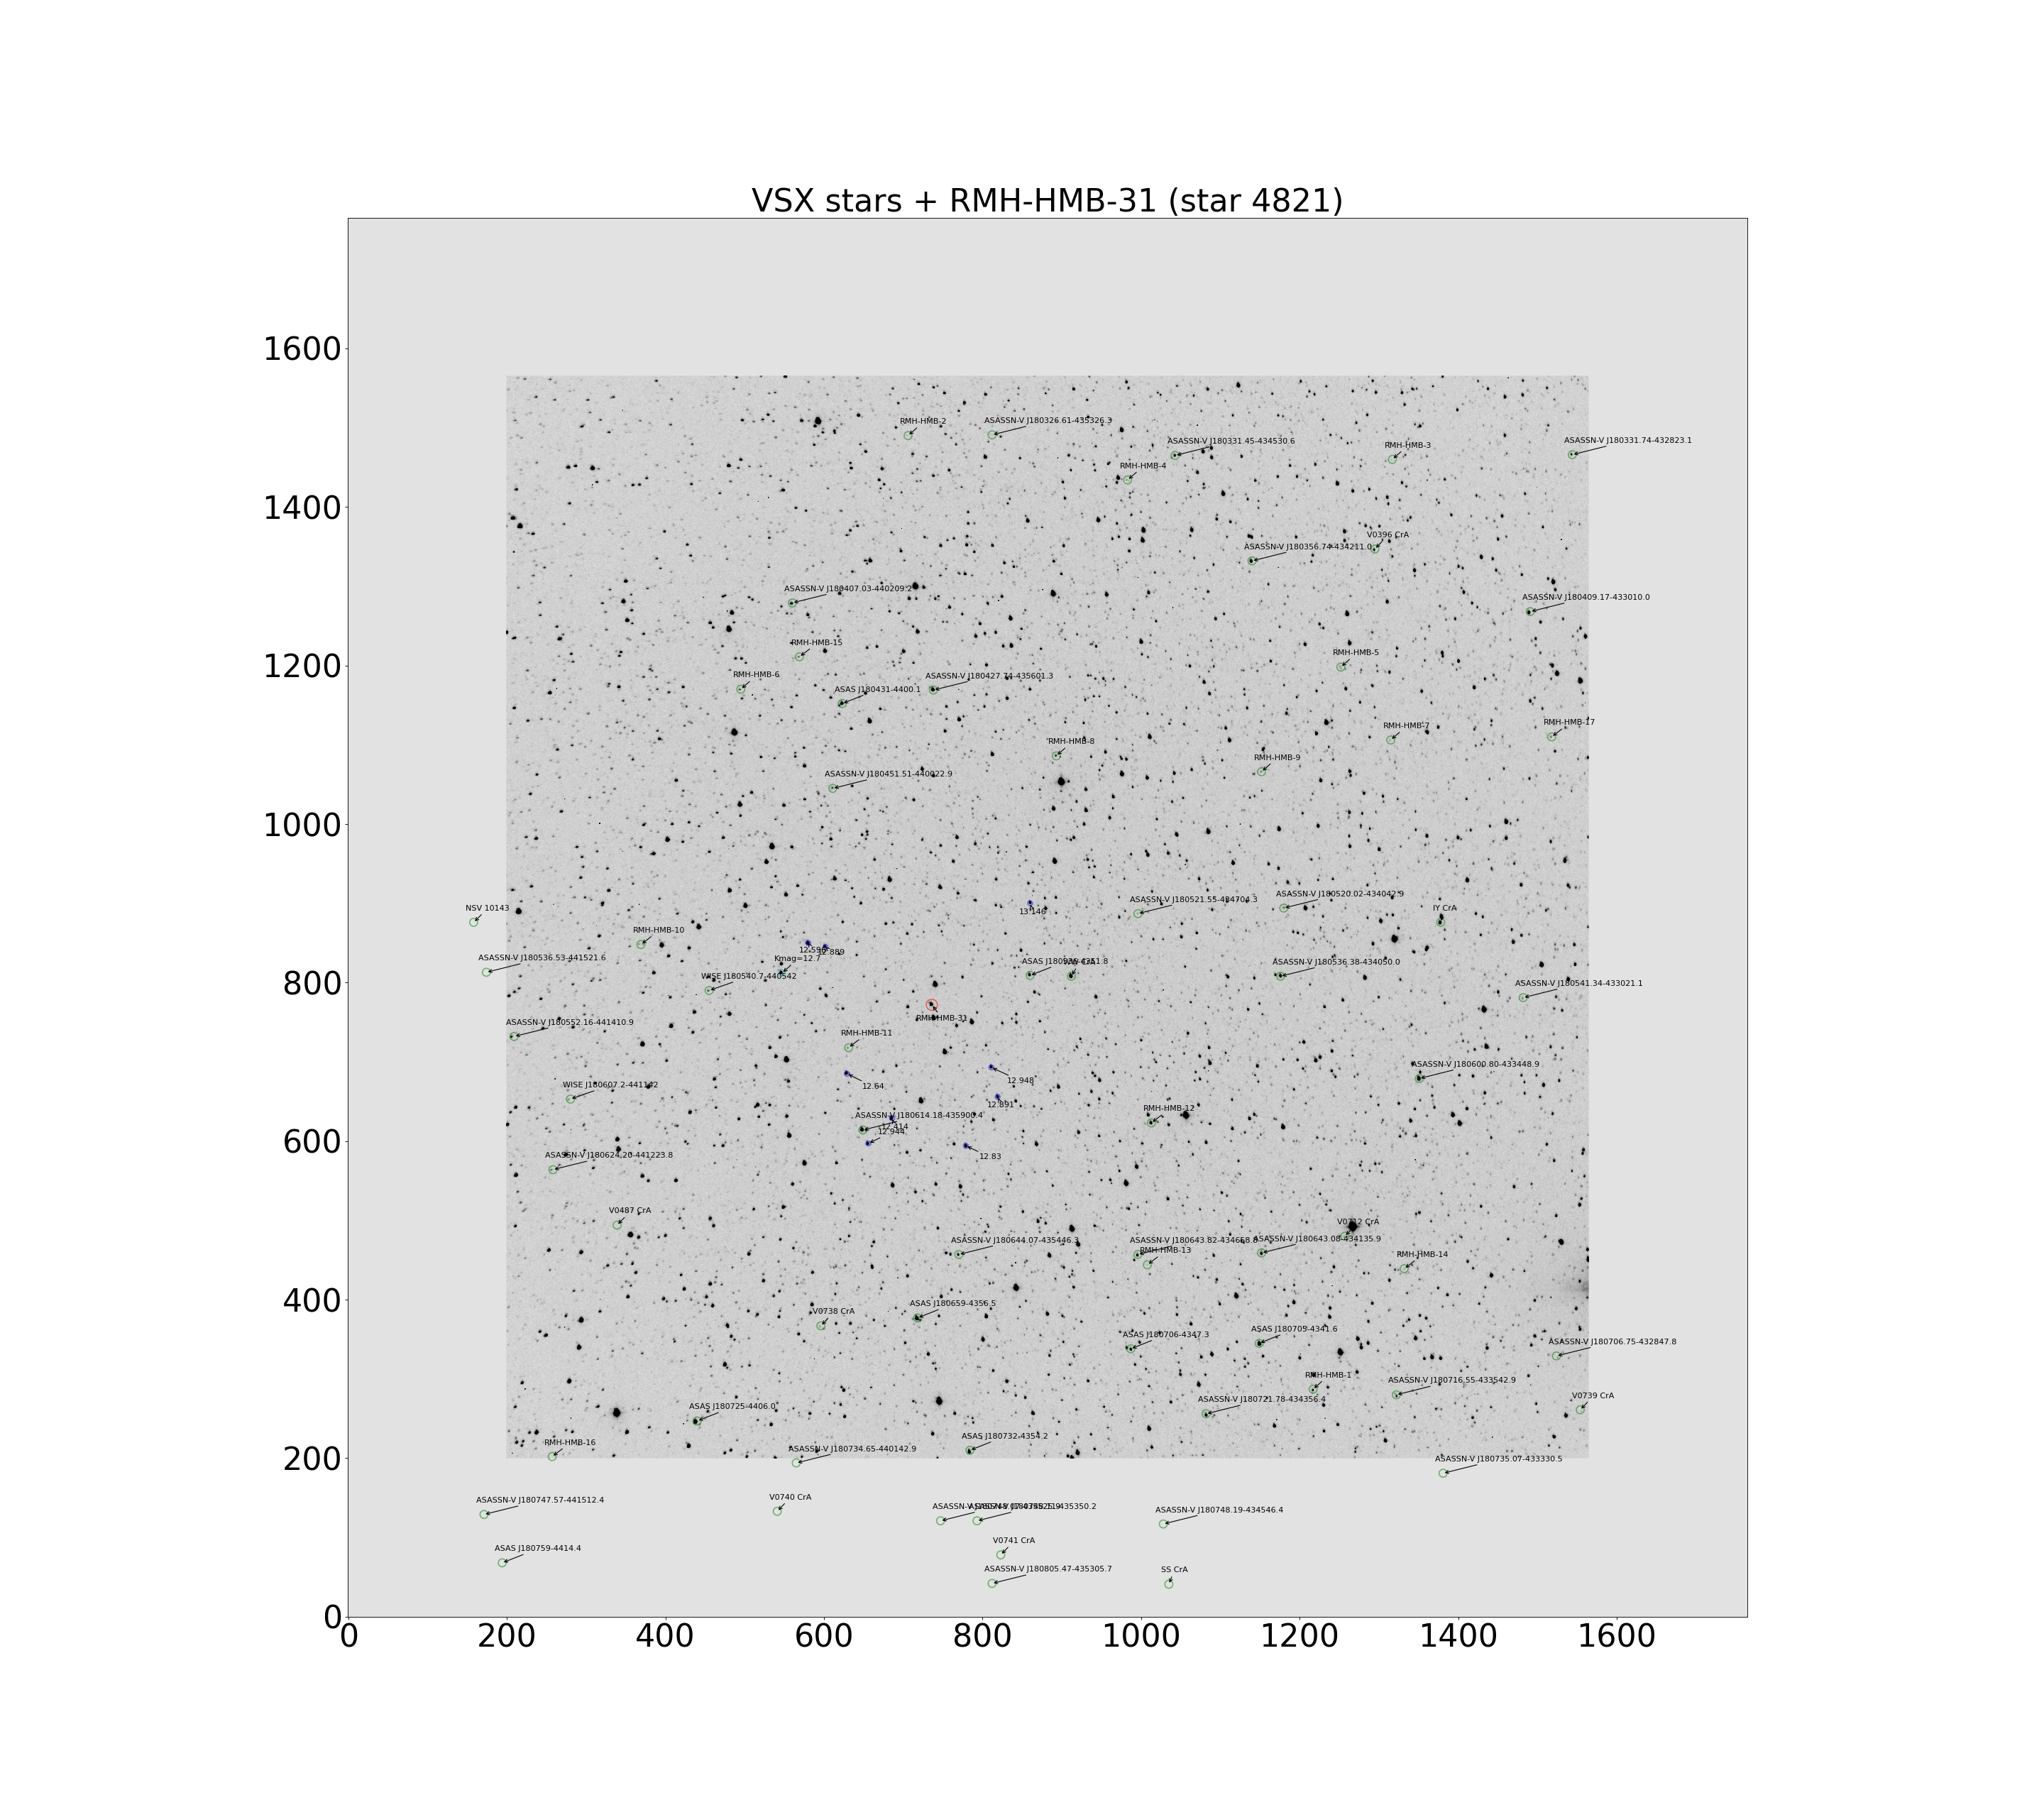 VSX stars + RMH-HMB-31 (star 4821)
1600
RMH-HMB-2
ASASSN-V J180326.61-435326.3
ASASSN-V J180331.45-434530.6
RMH-HMB-3
ASASSN-V J180331.74-432823.1
RMH-HMB-4
1400
V0396 CrA
ASASSN-V J180356.74-434211.0
ASASSN-V J180407.03-440209.2
ASASSN-V J180409.17-433010.0
RMH-HMB-15
RMH-HMB-5
1200
RMH-HMB-6
ASASSN-V J180427.74-435601.3
ASAS J180431-4400.1
RMH-HMB-7
RMH-HMB-17
RMH-HMB-8
RMH-HMB-9
ASASSN-V J180451.51-440022.9
1000
NSV 10143
13.146
ASASSN-V J180521.55-434704.3
ASASSN-V J180520.02-434042.9
IY CrA
RMH-HMB-10
12.889
ASASSN-V J180536.53-441521.6
Kmag=12.7
ASASSN-V J180536.38-434050.0
800
WISE J180540.7-440542
ASASSN-V J180541.34-433021.1
RMH-HMB-31
ASASSN-V J180552.16-441410.9
RMH-HMB-11
ASASSN-V J180600.80-433448.9
12.948
WISE J180607.2-441142
12.64
12.891
RMH-HMB-12
ASASSN-V J180614.18-435900.4
12.944
600
12.83
ASASSN-V J180624.20-441223.8
V0487 CrA
ASASSN-V J180644.07-435446.3
ASASSN-V J180643.08-434135.9
RMH-HMB-13
RMH-HMB-14
400
ASAS J180659-4356.5
V0738 CrA
ASAS J180706-4347.3
ASAS J180709-4341.6
ASASSN-V J180706.75-432847.8
RMH-HMB-1
ASASSN-V J180716.55-433542.9
V0739 CrA
ASASSN-V J180721.78-434356.4
ASAS J180725-4406.0
ASAS J180732-4354.2
RMH-HMB-16
ASASSN-V J180734.65-440142.9
200
ASASSN-V J180735.07-433330.5
ASASSN-V J180747.57-441512.4
V0740 CrA
ASASSN-V J180748.19-434546.4
V0741 CrA
ASAS J180759-4414.4
ASASSN-V J180805.47-435305.7
SS CrA
0
0 200 400 600 800 1000 1200 1400 1600